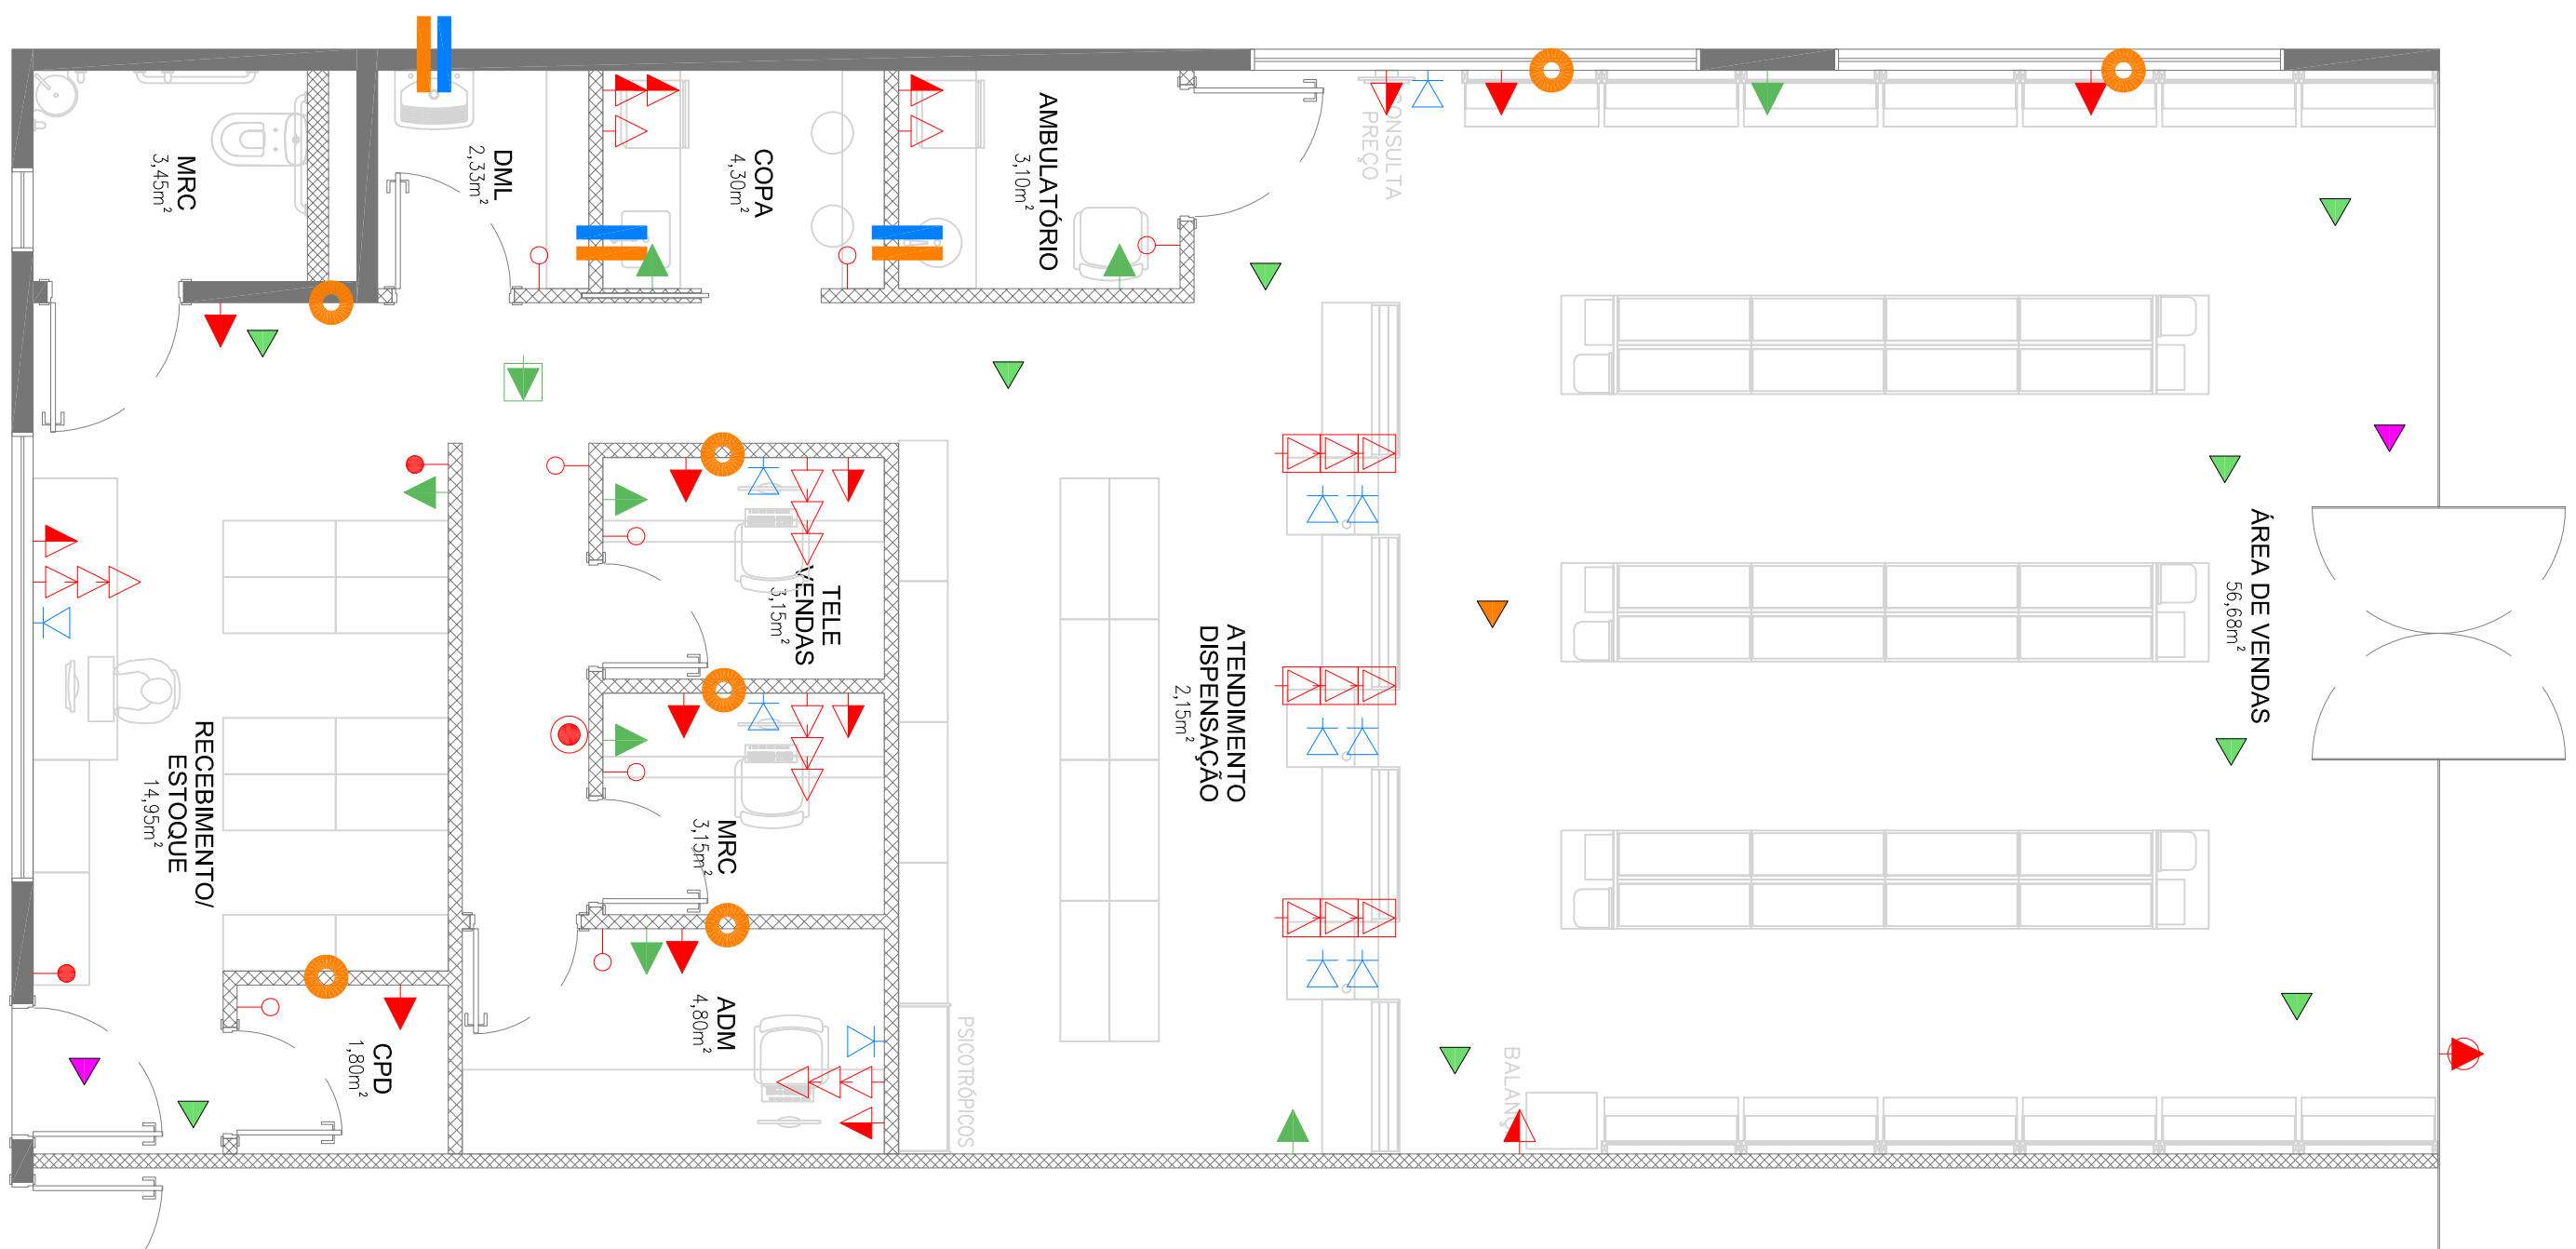 MRC
3,45m²
DML
2,33m²
COPA
4,30m²
AMBULATÓRIO
3,10m²
CONSULTA
PREÇO
ÁREA DE VENDAS
56,68m²
TELE
VENDAS
3,15m²
ATENDIMENTO
DISPENSAÇÃO
2,15m²
RECEBIMENTO/
ESTOQUE
14,95m²
MRC
3,15m²
ADM
4,80m²
CPD
1,80m²
PSICOTRÓPICOS
BALANÇA